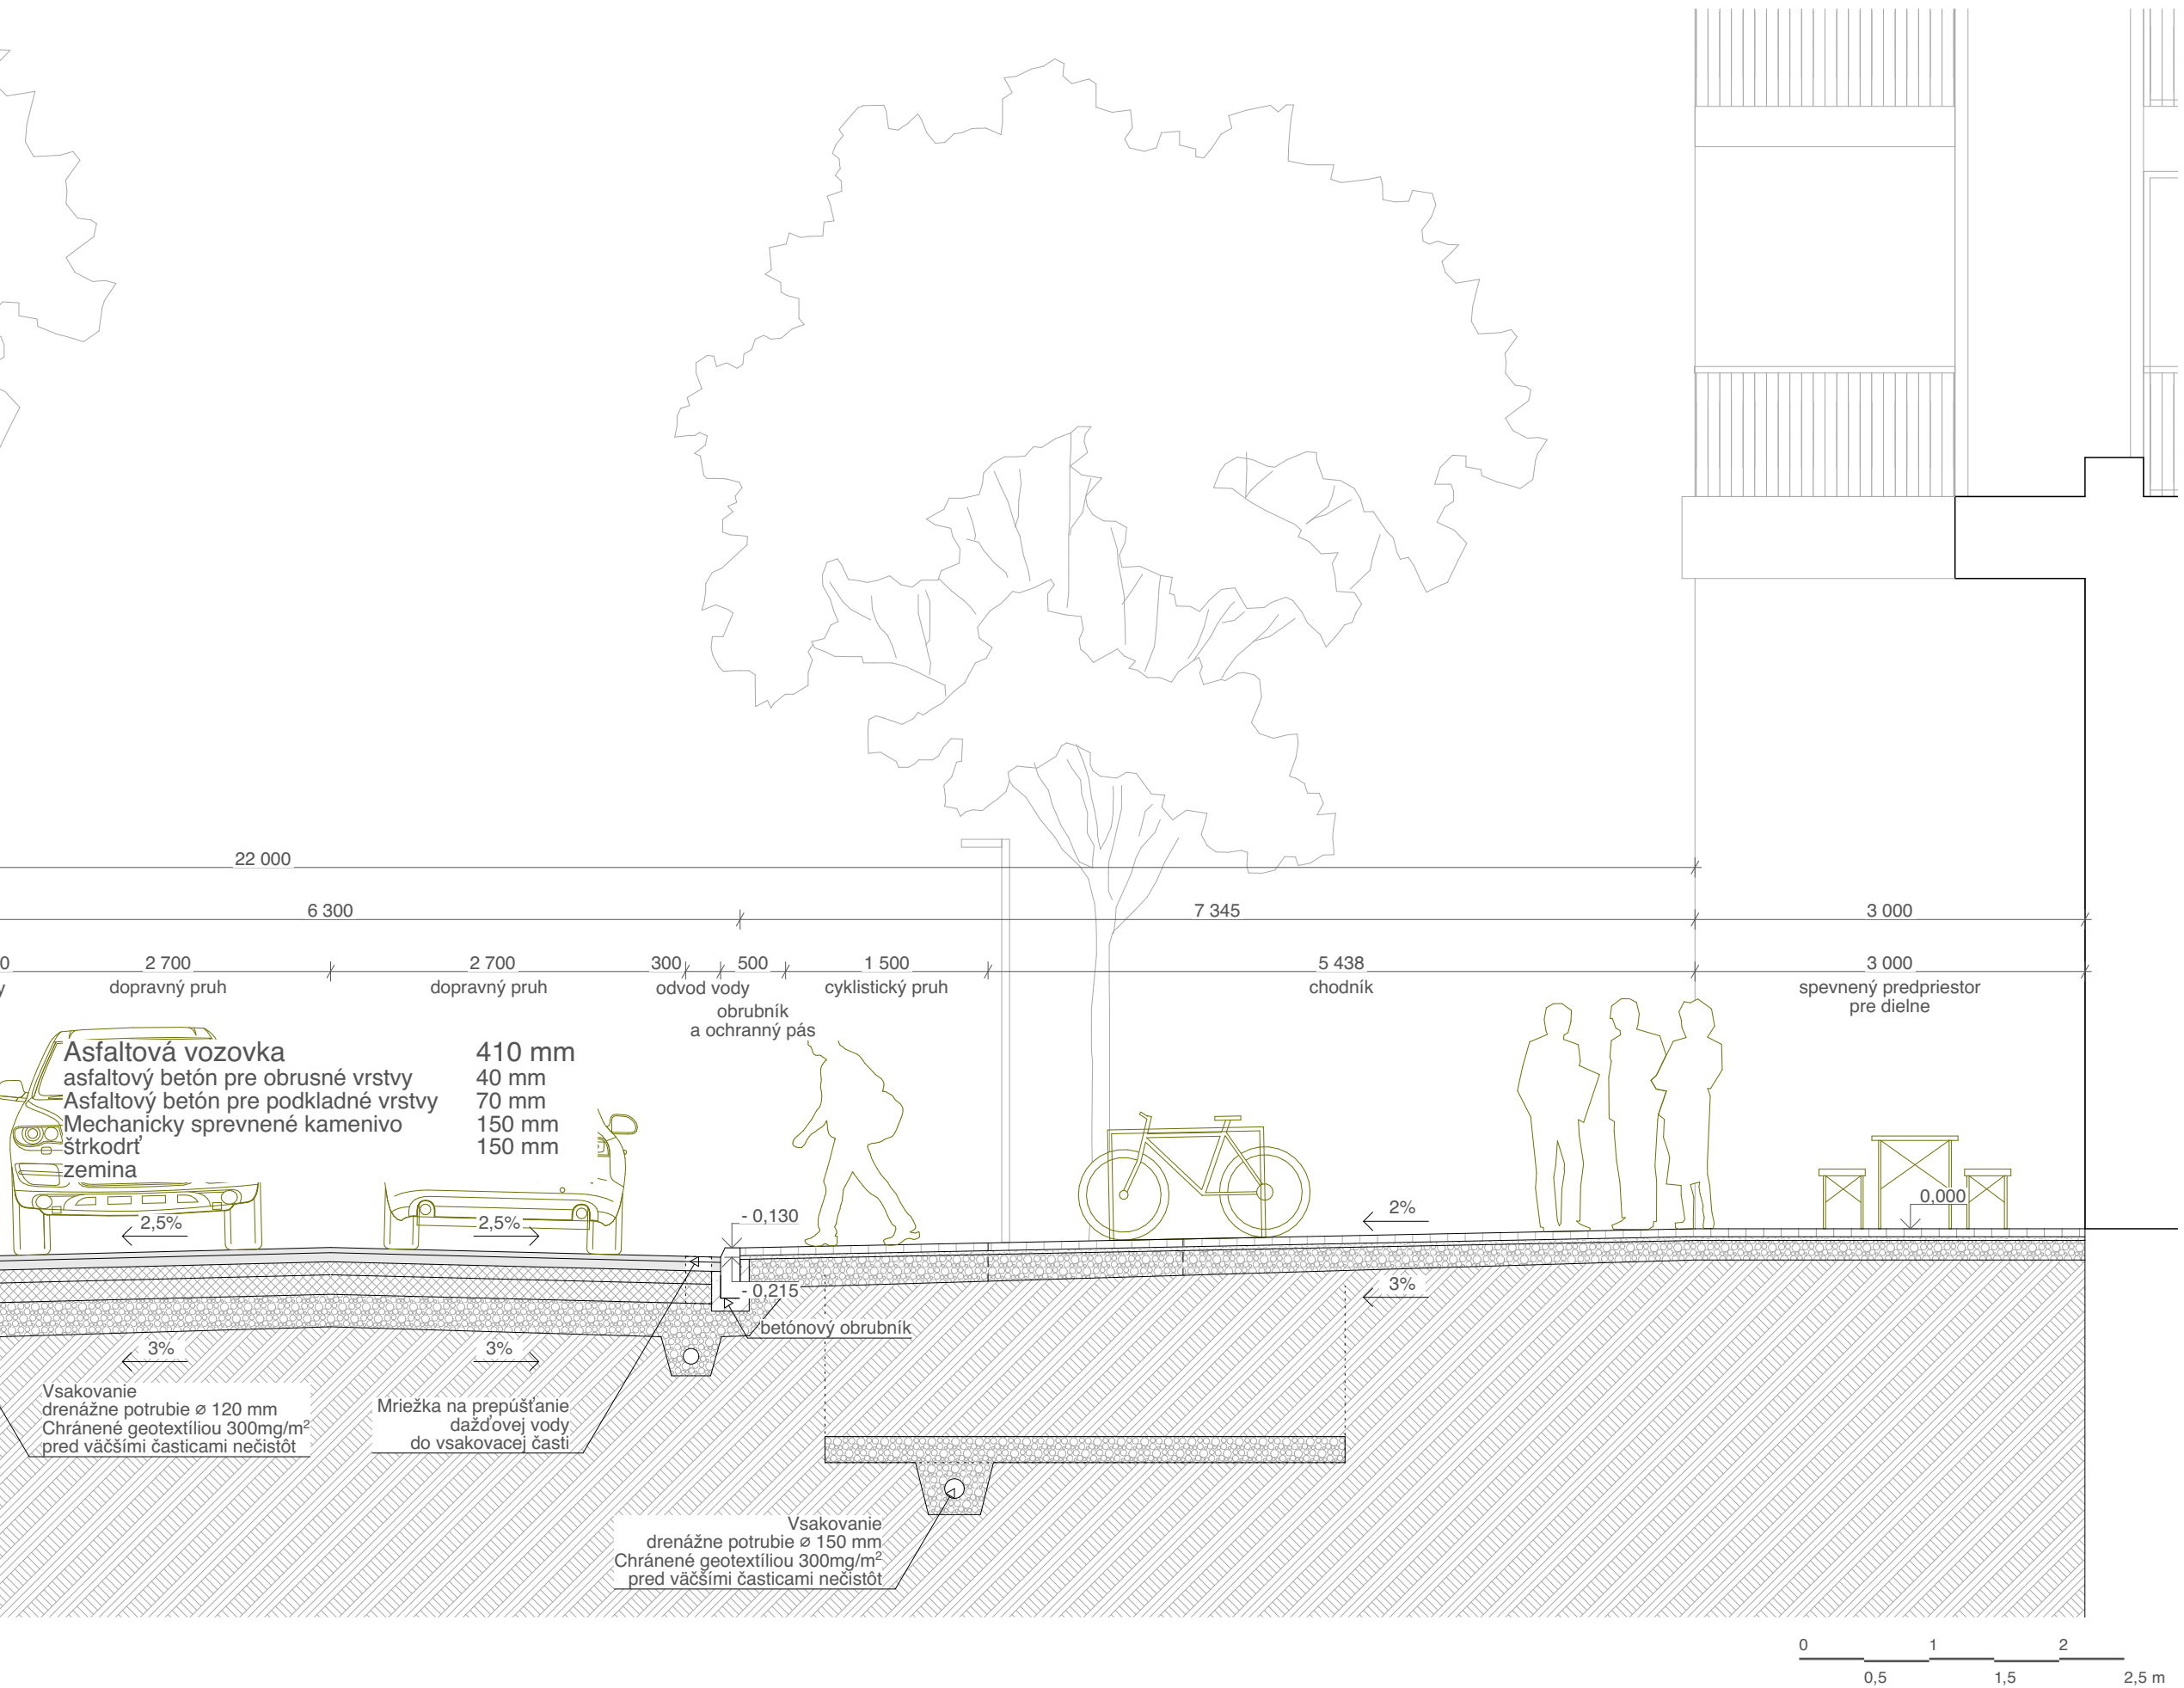 22 000
6 300
7 345
3 000
0
2 700
2 700
300
500
1 500
5 438
3 000
y
dopravný pruh
dopravný pruh
odvod vody
cyklistický pruh
chodník
spevnený predpriestor
pre dielne
obrubník
a ochranný pás
Asfaltová vozovka 410 mm
asfaltový betón pre obrusné vrstvy 40 mm
Asfaltový betón pre podkladné vrstvy 70 mm
Mechanicky sprevnené kamenivo 150 mm
štrkodrť 150 mm
zemina
2,5%
2,5%
- 0,130
2%
0,000
- 0,215
3%
betónový obrubník
3%
3%
Vsakovanie
drenážne potrubie ⌀ 120 mm
Chránené geotextíliou 300mg/m²
pred väčšími časticami nečistôt
Mriežka na prepúšťanie
dažďovej vody
do vsakovacej časti
Vsakovanie
drenážne potrubie ⌀ 150 mm
Chránené geotextíliou 300mg/m²
pred väčšími časticami nečistôt
0 1 2
0,5 1,5 2,5 m